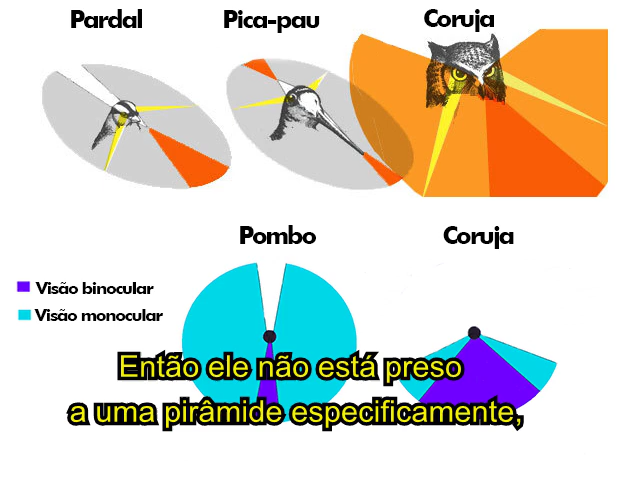 Pardal
Pica-pau
Coruja
Pombo
Coruja
Visão binocular
Visão monocular
Então ele não está preso
a uma pirâmide especificamente,